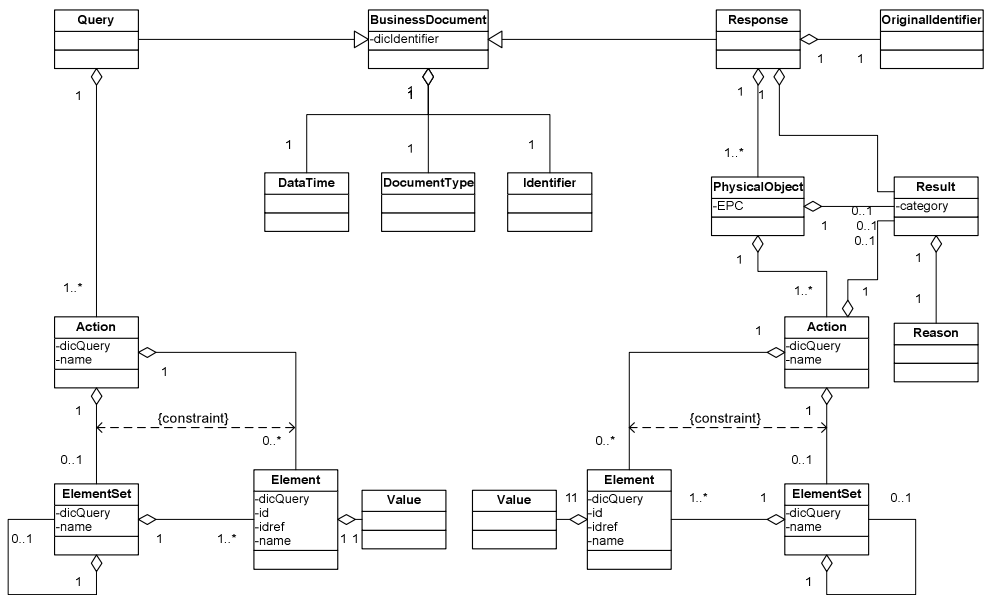 Query
BusinessDocument
-dicIdentifier
Response
OriginalIdentifier
1
1
1
1
1
1
1
1
1
1
1
1..*
DataTime
DocumentType
Identifier
PhysicalObject
-EPC
Result
-category
0..1
1
0..1
0..1
1
1
1..*
1..*
1
1
Action
-dicQuery
-name
Action
-dicQuery
-name
Reason
1
1
1
1
{constraint}
{constraint}
0..*
0..*
0..1
0..1
ElementSet
-dicQuery
-name
Element
-dicQuery
-id
-idref
-name
Value
Value
Element
-dicQuery
-id
-idref
-name
ElementSet
-dicQuery
-name
11
1..*
1
0..1
0..1
1
1..*
1 1
1
1